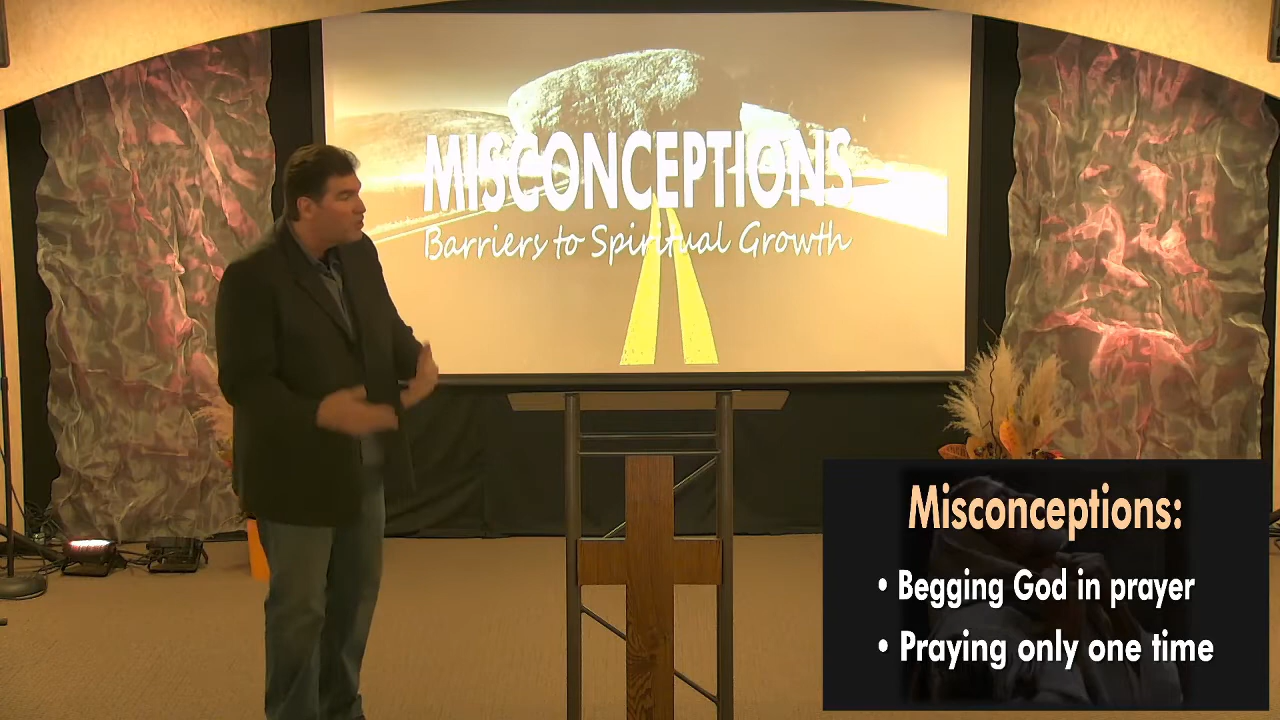 MISCONCEPTIONS
Barriers to Spiritual Growth
Misconceptions:
• Begging God in prayer
• Praying only one time